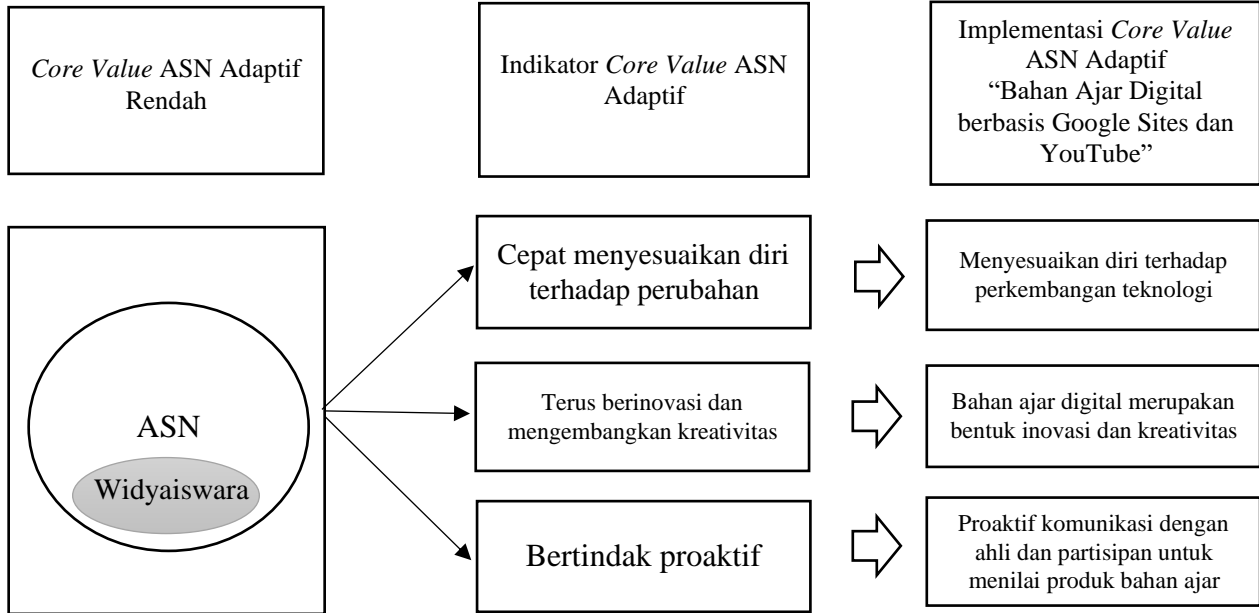 Core Value ASN Adaptif
Rendah
Indikator Core Value ASN
Adaptif
Implementasi Core Value
ASN Adaptif
“Bahan Ajar Digital
berbasis Google Sites dan
YouTube”
ASN
Widyaiswara
Cepat menyesuaikan diri
terhadap perubahan
Menyesuaikan diri terhadap
perkembangan teknologi
Terus berinovasi dan
mengembangkan kreativitas
Bahan ajar digital merupakan
bentuk inovasi dan kreativitas
Bertindak proaktif
Proaktif komunikasi dengan
ahli dan partisipan untuk
menilai produk bahan ajar